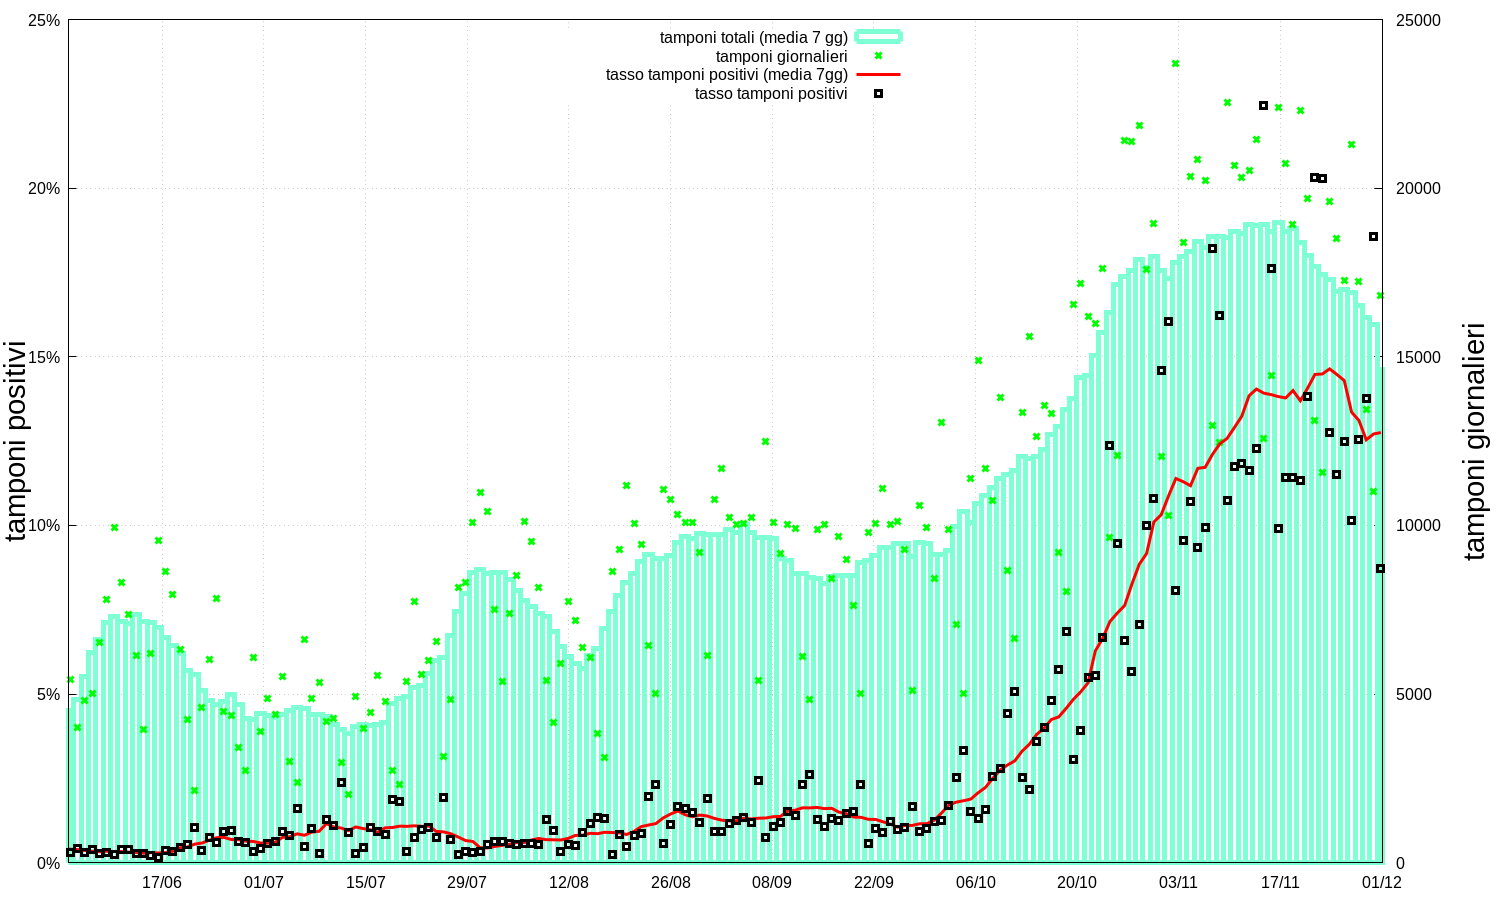 tamponi totali (media 7 gg)
tamponi giornalieri
tasso tamponi positivi (media 7gg)
tasso tamponi positivi
25%
20%
15%
10%
5%
0%
tamponi positivi
25000
20000
15000
10000
5000
0
tamponi giornalieri
17/06 01/07 15/07 29/07 12/08 26/08 08/09 22/09 06/10 20/10 03/11 17/11 01/12